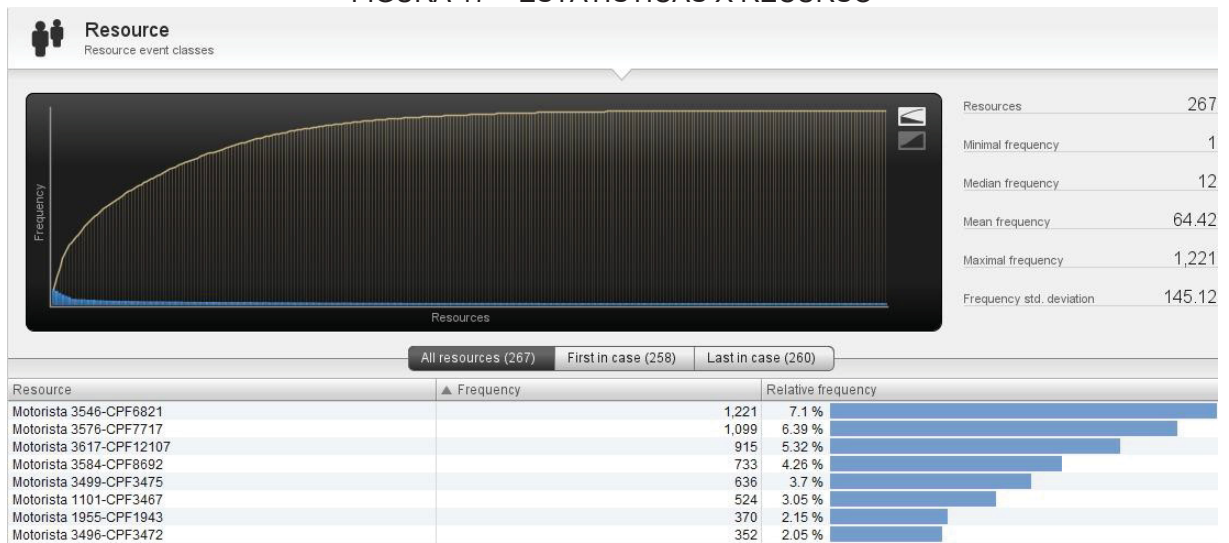 Resource
Resource event classes
Frequency
Resources
Resources 267
Minimal frequency 1
Median frequency 12
Mean frequency 64.42
Maximal frequency 1,221
Frequency std. deviation 145.12
All resources (267) First in case (258) Last in case (260)
Resource ▲ Frequency Relative frequency
Motorista 3546-CPF6821 1,221 7.1 %
Motorista 3576-CPF7717 1,099 6.39 %
Motorista 3617-CPF12107 915 5.32 %
Motorista 3584-CPF8692 733 4.26 %
Motorista 3499-CPF3475 636 3.7 %
Motorista 1101-CPF3467 524 3.05 %
Motorista 1955-CPF1943 370 2.15 %
Motorista 3496-CPF3472 352 2.05 %